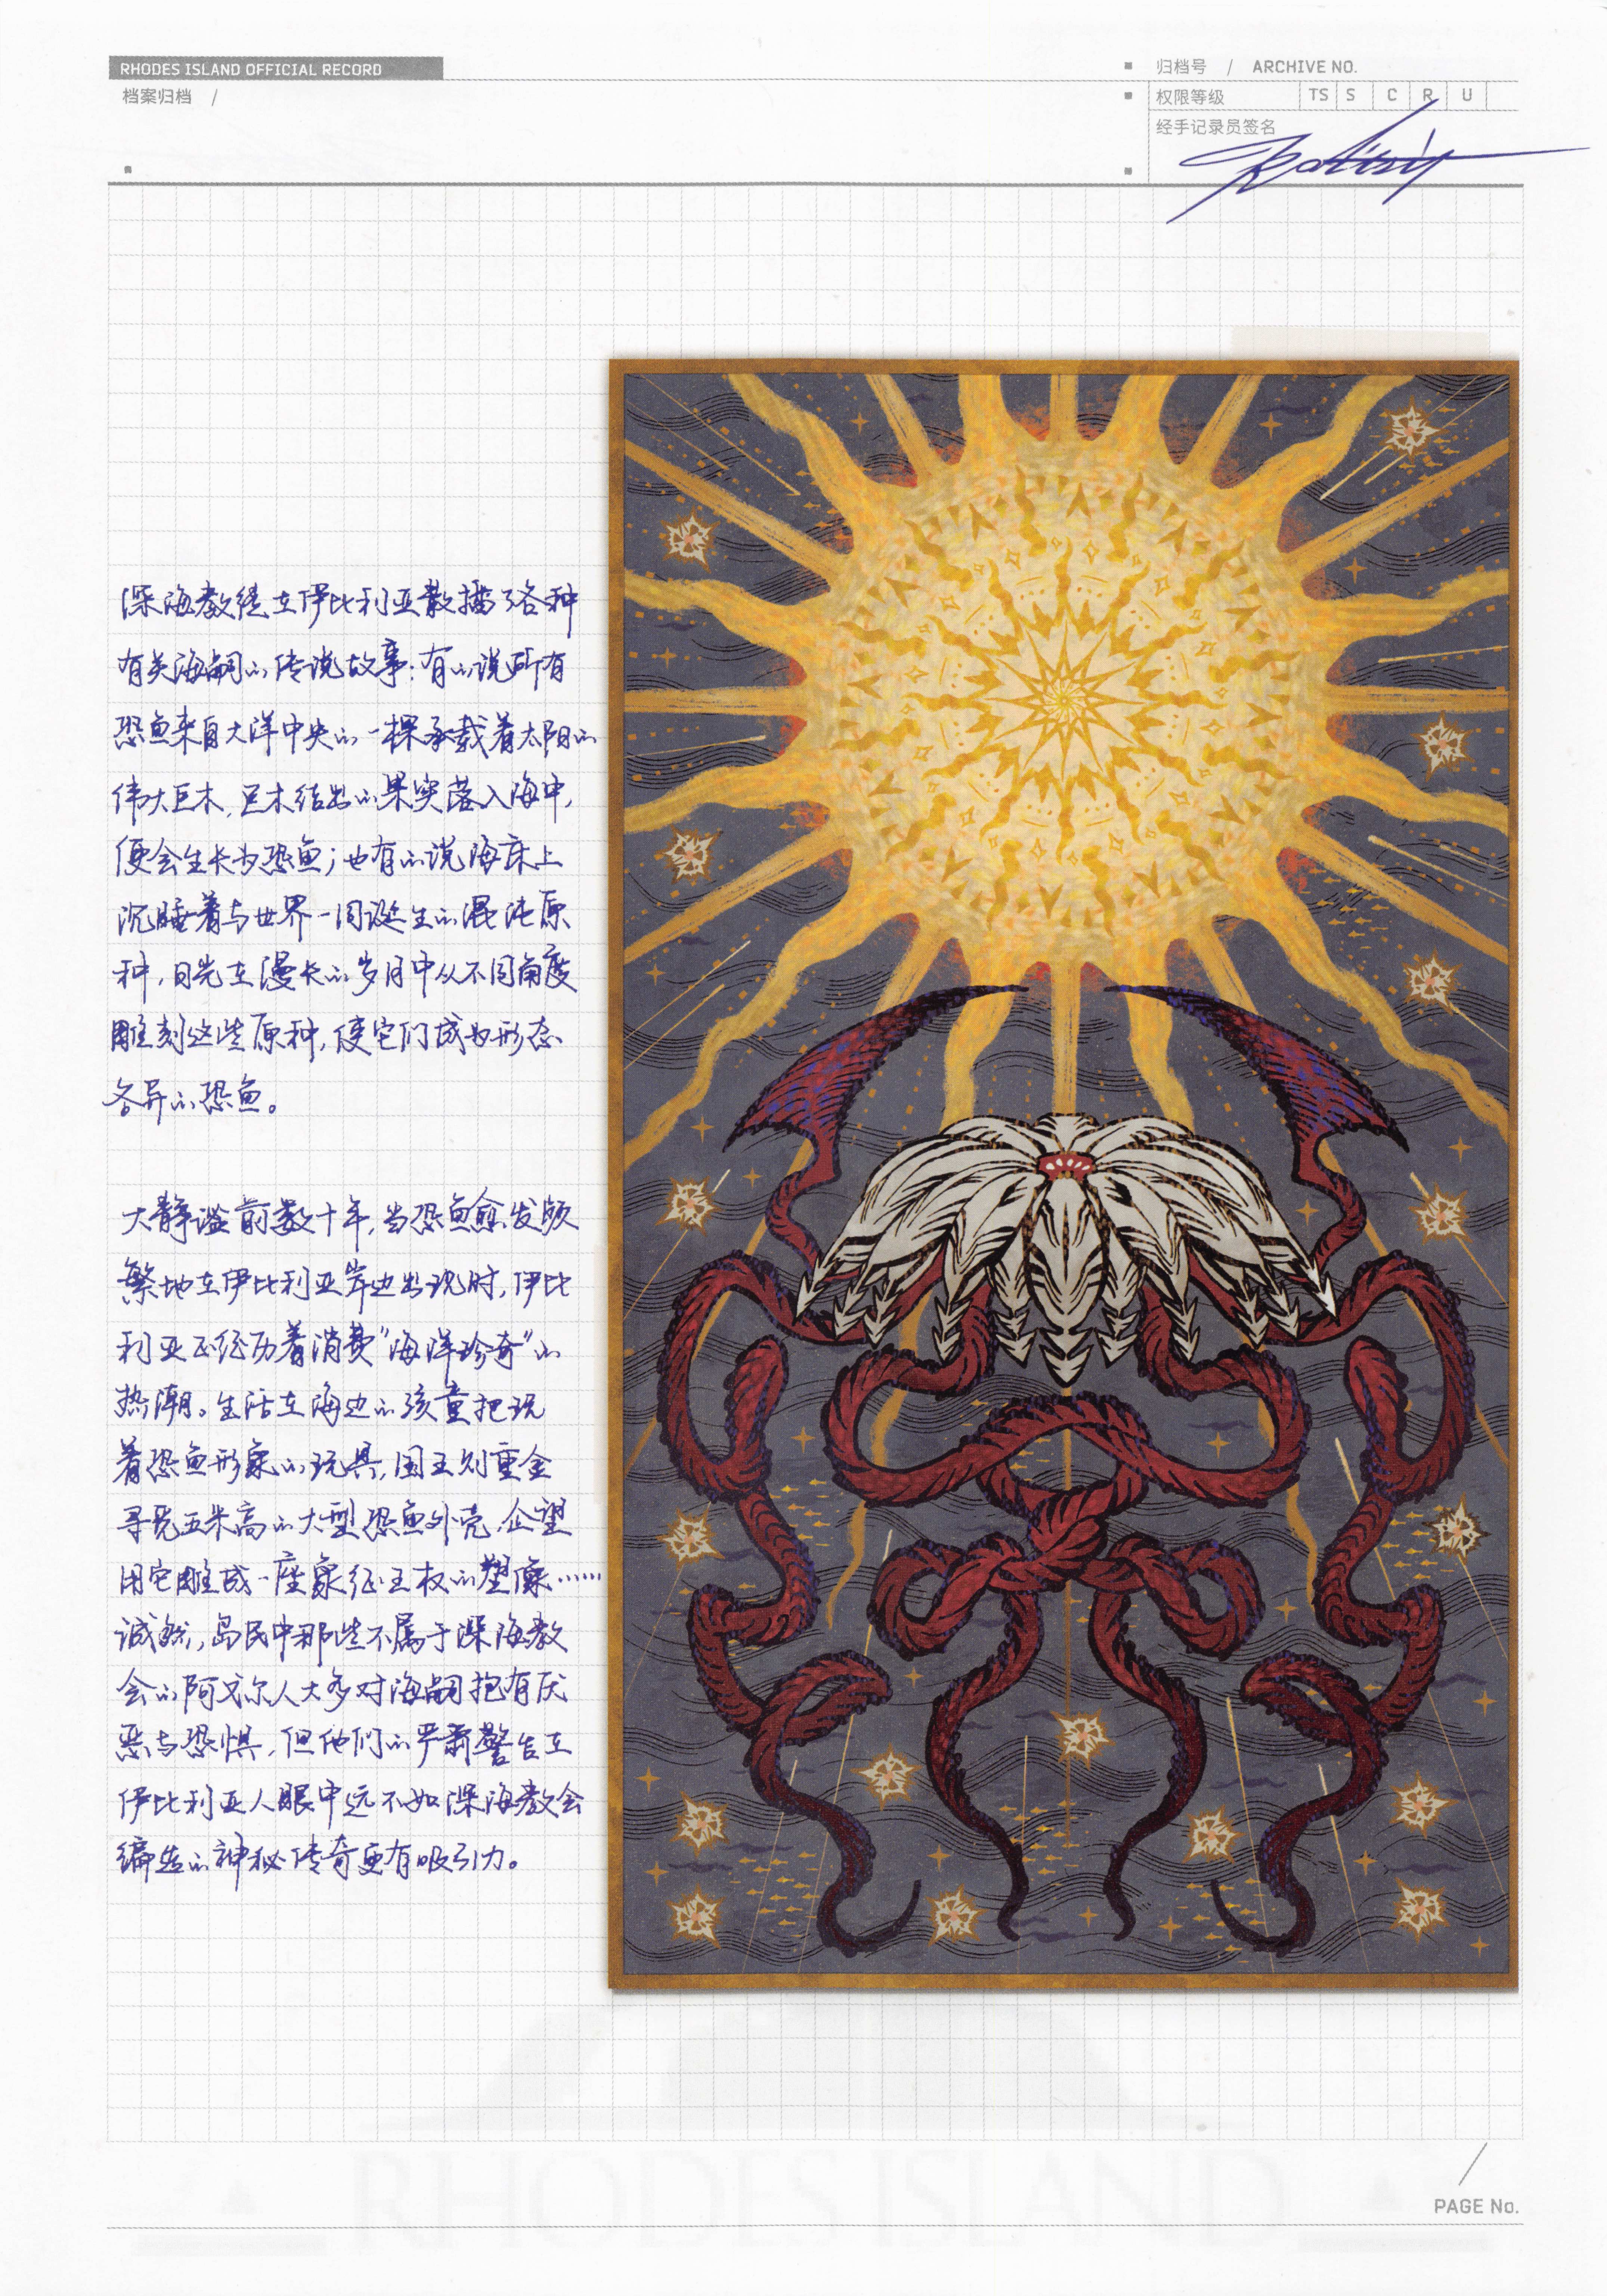 RHODES ISLAND OFFICIAL RECORD
档案归档 /
归档号 / ARCHIVE NO.
权限等级 TS S C R U
经手记录员签名
深海教徒在伊比利亚散播了各种
有关海嗣的传说故事:有的说所有
恐鱼来自大洋中央的一棵承载着太阳的
伟大巨木,巨木结出的果实落入海中,
便会生长为恐鱼;也有的说海床上
沉睡着与世界一同诞生的混沌原
种,日光在漫长的岁月中从不同角度
雕刻这些原种,使它们成为形态
各异的恐鱼。
大静谧前数十年,当恐鱼愈发频
繁地在伊比利亚岸边出现时,伊比
利亚正经历着消费“海洋珍奇”的
热潮。生活在海边的孩童把玩
着恐鱼形象的玩具,国王则重金
寻觅五米高的大型恐鱼外壳,企望
用它雕成一座象征王权的塑像……
诚然,岛民中那些不属于深海教
会的阿戈尔人大多对海嗣抱有厌
恶与恐惧,但他们的严肃警告在
伊比利亚人眼中远不如深海教会
编造的神秘传奇更有吸引力。
RHODES ISLAND
PAGE No.